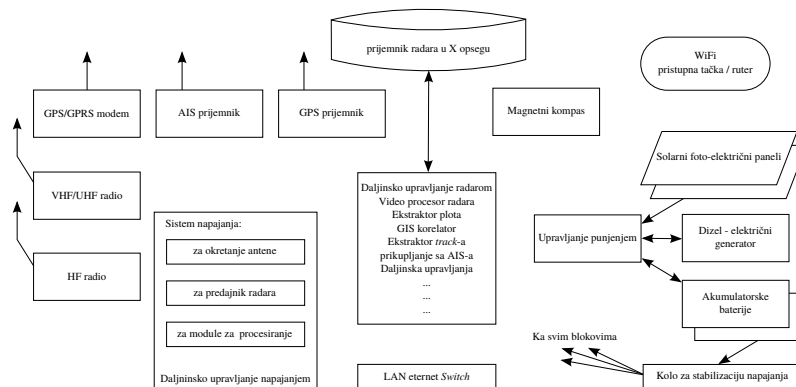 prijemnik radara u X opsegu
WiFi
pristupna tačka / ruter
GPS/GPRS modem
AIS prijemnik
GPS prijemnik
Magnetni kompas
Solarni foto-električni paneli
VHF/UHF radio
Daljinsko upravljanje radarom
Video procesor radara
Ekstraktor plota
GIS korelator
Ekstraktor track-a
prikupljanje sa AIS-a
Daljinska upravljanja
...
...
...
Sistem napajanja:
za okretanje antene
za predajnik radara
za module za procesiranje
Daljninsko upravljanje napajanjem
HF radio
Upravljanje punjenjem
Dizel - električni
generator
Akumulatorske
baterije
Ka svim blokovima
LAN eternet Switch
Kolo za stabilizaciju napajanja